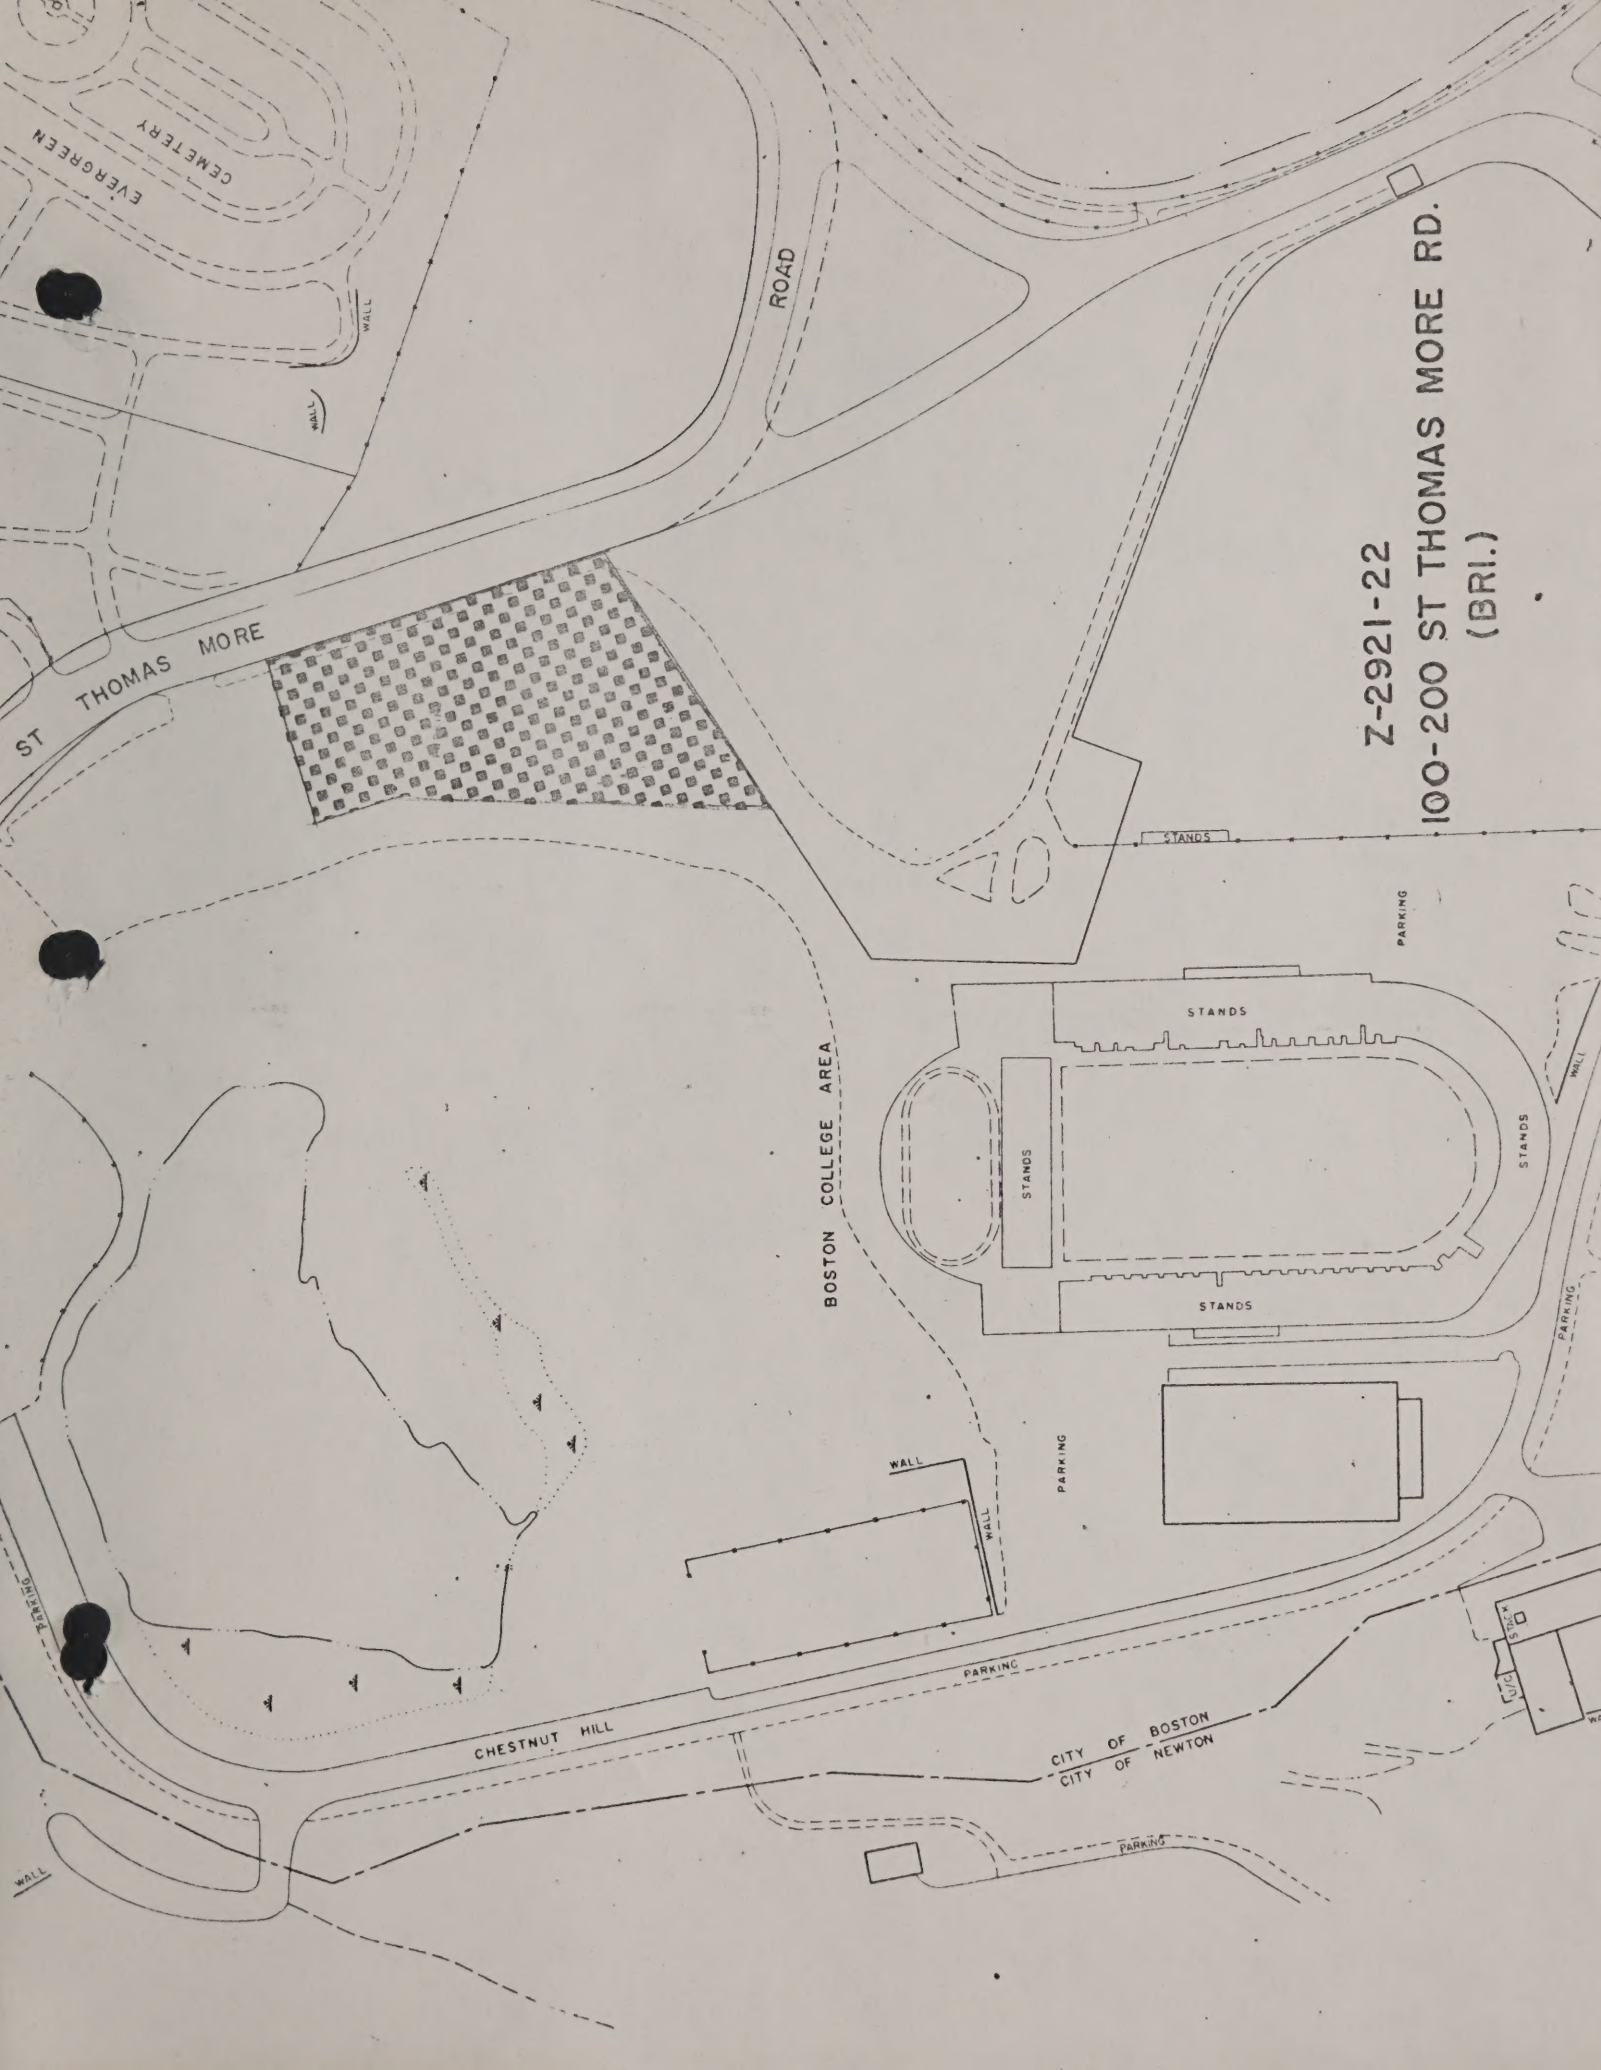 EVERGREEN
CEMETERY
WALL
WALL
ROAD
ST THOMAS MORE
Z-2921-22
100-200 ST THOMAS MORE RD.
(BRI.)
STANDS
PARKING
STANDS
WALL
STANDS
STANDS
BOSTON COLLEGE AREA
STANDS
PARKING
PARKING
WALL
WALL
PARKING
PARKING
CHESTNUT HILL
CITY OF BOSTON
CITY OF NEWTON
STACK
U/C
PARKING
WALL